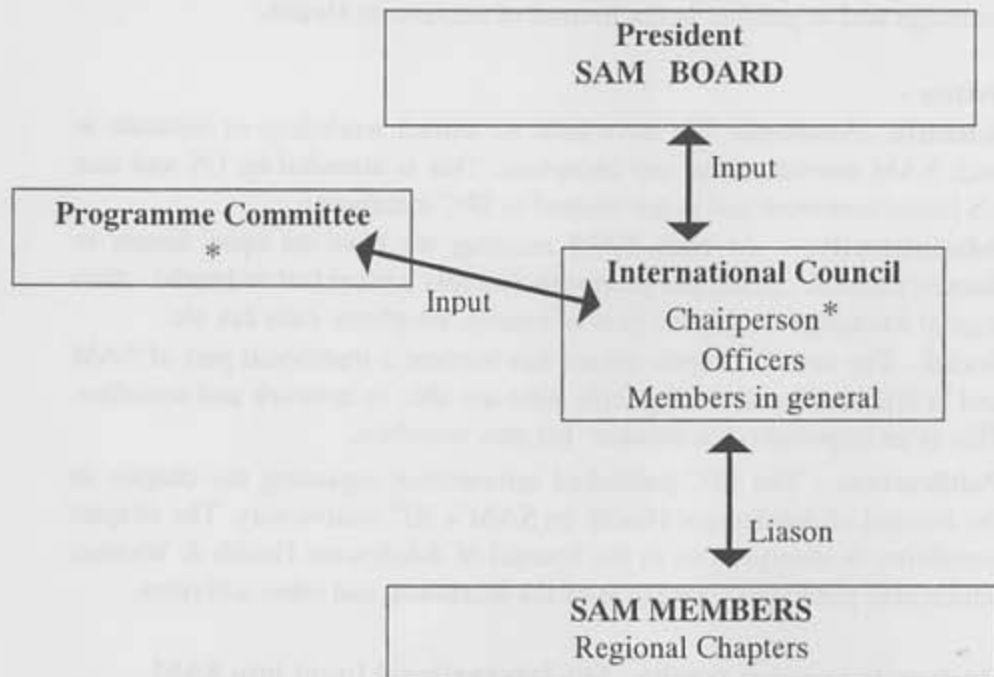 President
SAM BOARD
Input
Programme Committee
*
Input
International Council
Chairperson*
Officers
Members in general
Liason
SAM MEMBERS
Regional Chapters